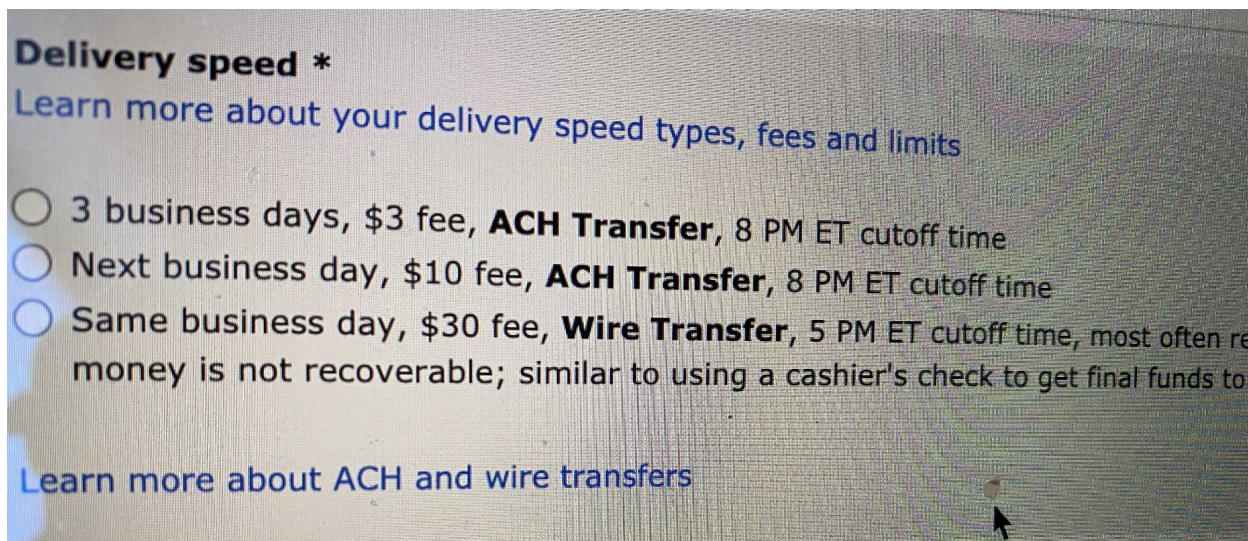 Delivery speed *
Learn more about your delivery speed types, fees and limits
3 business days, $3 fee, ACH Transfer, 8 PM ET cutoff time
Next business day, $10 fee, ACH Transfer, 8 PM ET cutoff time
Same business day, $30 fee, Wire Transfer, 5 PM ET cutoff time, most often
money is not recoverable; similar to using a cashier's check to get final funds to
Learn more about ACH and wire transfers